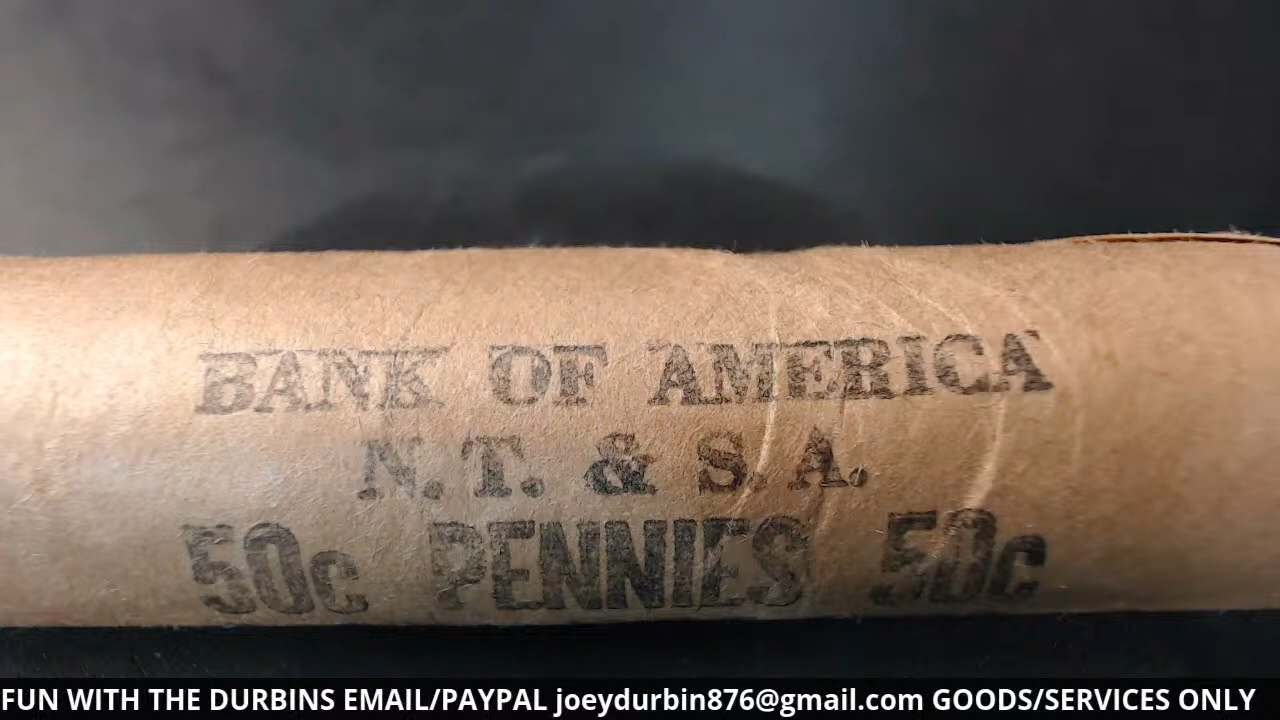 BANK OF AMERICA
N. T. & S. A.
50c PENNIES 50c
FUN WITH THE DURBINS EMAIL/PAYPAL joeydurbin876@gmail.com GOODS/SERVICES ONLY